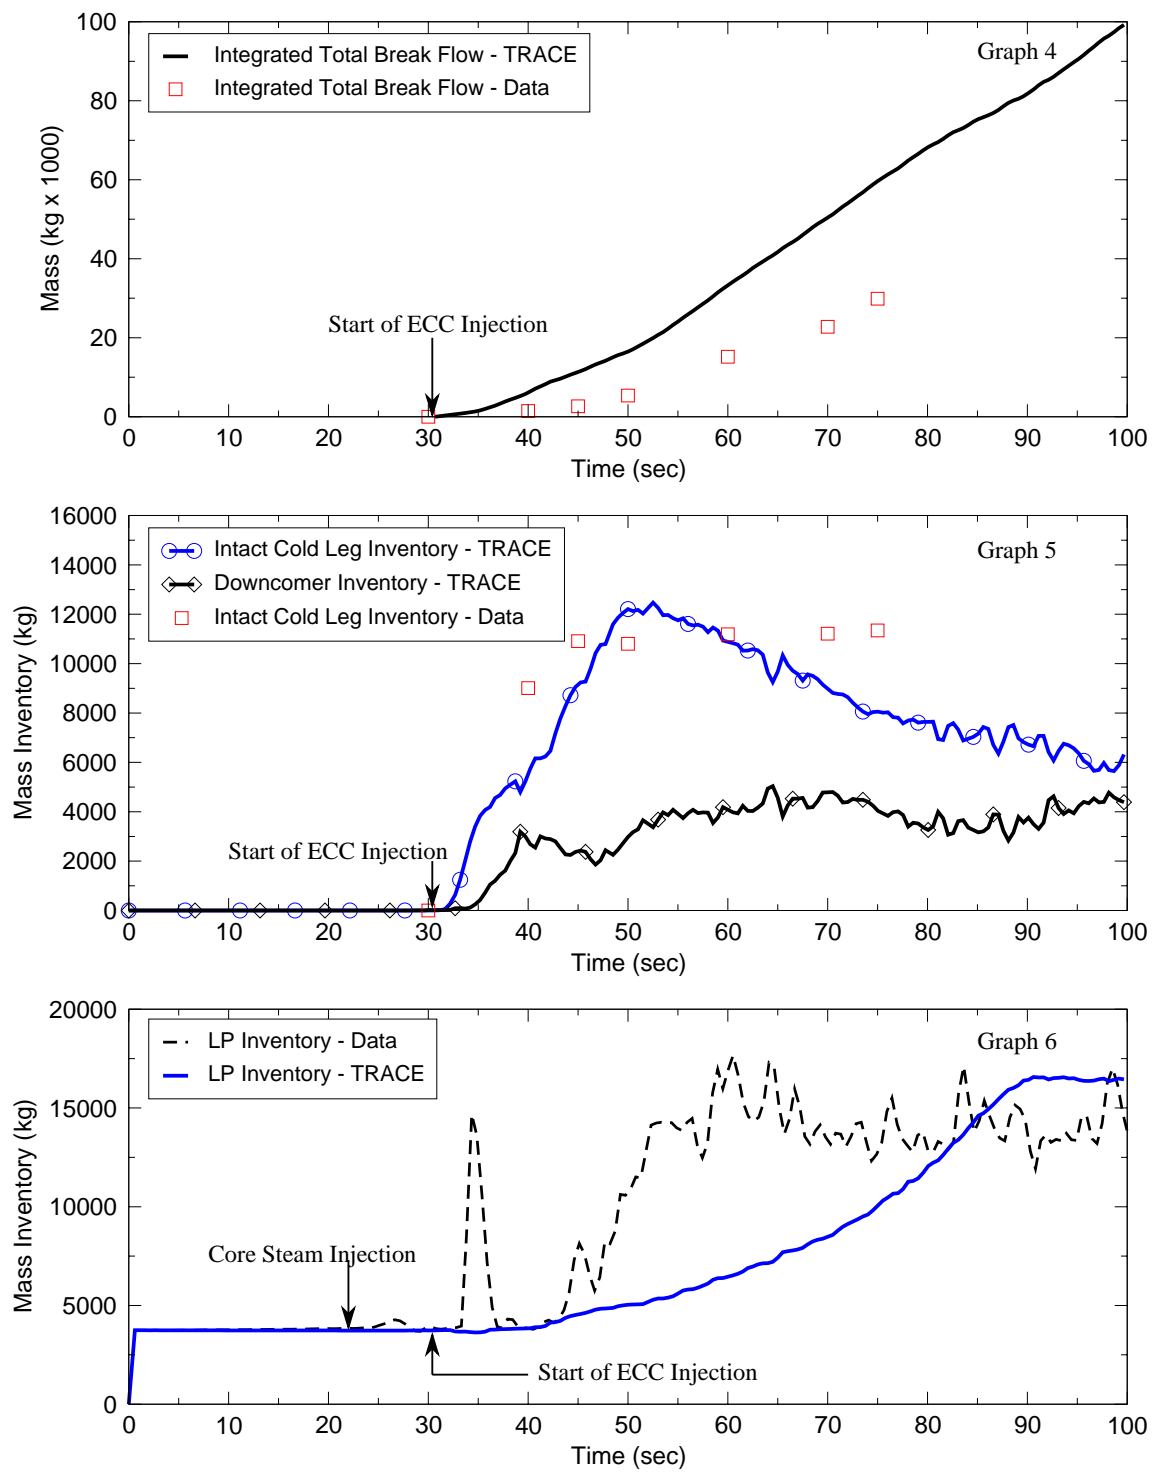 100
80
60
40
20
0
Mass (kg x 1000)
Integrated Total Break Flow - TRACE
Integrated Total Break Flow - Data
Graph 4
Start of ECC Injection
0 10 20 30 40 50 60 70 80 90 100
Time (sec)
16000
14000
12000
10000
8000
6000
4000
2000
0
Mass Inventory (kg)
Intact Cold Leg Inventory - TRACE
Downcomer Inventory - TRACE
Intact Cold Leg Inventory - Data
Graph 5
Start of ECC Injection
0 10 20 30 40 50 60 70 80 90 100
Time (sec)
20000
15000
10000
5000
0
Mass Inventory (kg)
LP Inventory - Data
LP Inventory - TRACE
Graph 6
Core Steam Injection
Start of ECC Injection
0 10 20 30 40 50 60 70 80 90 100
Time (sec)